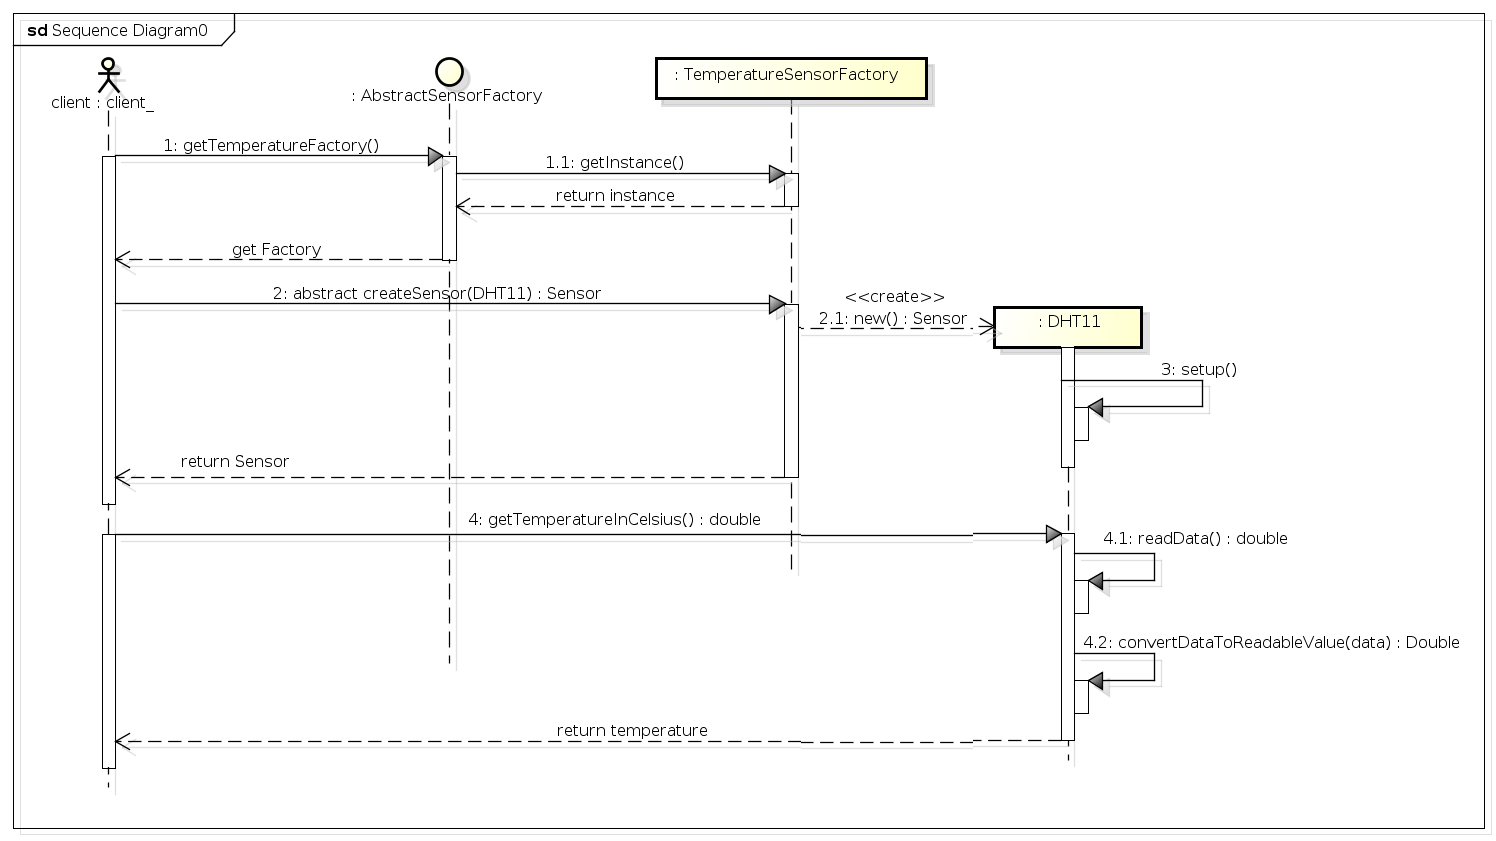 sd Sequence Diagram0
client : client_
: AbstractSensorFactory
: TemperatureSensorFactory
1: getTemperatureFactory()
1.1: getInstance()
return instance
get Factory
2: abstract createSensor(DHT11) : Sensor
<<create>>
2.1: new() : Sensor
: DHT11
3: setup()
return Sensor
4: getTemperatureInCelsius() : double
4.1: readData() : double
4.2: convertDataToReadableValue(data) : Double
return temperature